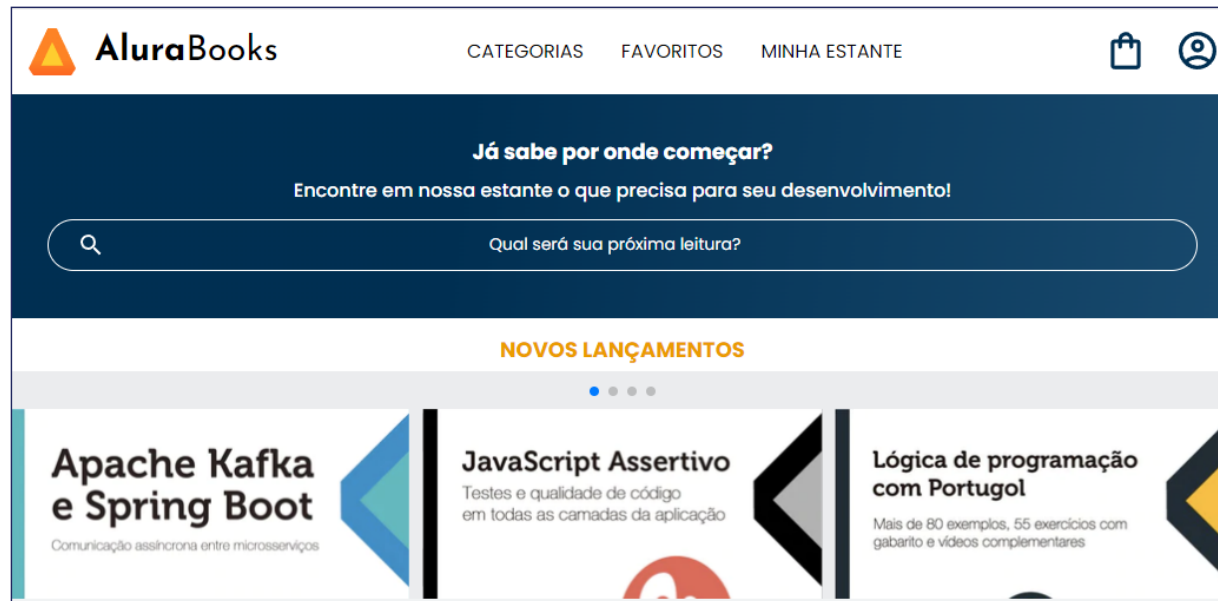 AluraBooks
CATEGORIAS FAVORITOS MINHA ESTANTE
Já sabe por onde começar?
Encontre em nossa estante o que precisa para seu desenvolvimento!
Qual será sua próxima leitura?
NOVOS LANÇAMENTOS
Apache Kafka
e Spring Boot
Comunicação assíncrona entre microsserviços
JavaScript Assertivo
Testes e qualidade de código
em todas as camadas da aplicação
Lógica de programação
com Portugol
Mais de 80 exemplos, 55 exercícios com
gabarito e vídeos complementares